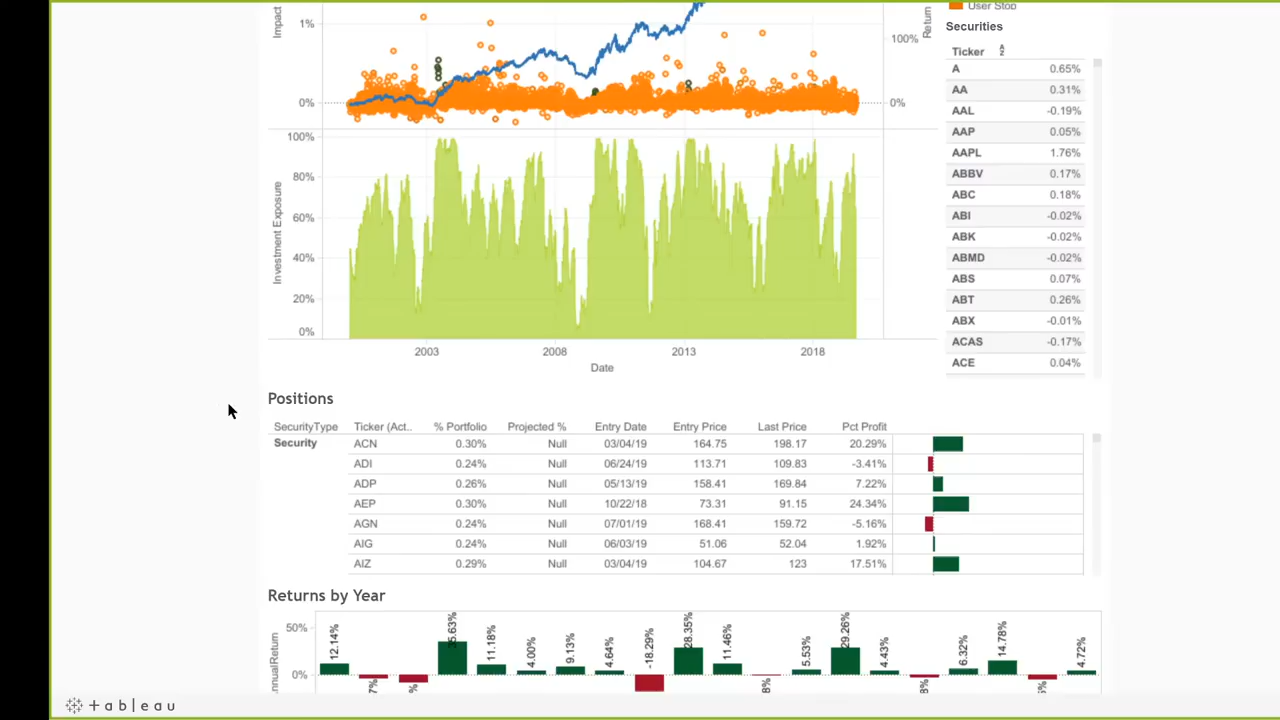 User Stop
Impact
1%
0%
Return
100%
0%
Securities
Ticker
A 0.65%
AA 0.31%
AAL -0.19%
AAP 0.05%
AAPL 1.76%
ABBV 0.17%
ABC 0.18%
ABI -0.02%
ABK -0.02%
ABMD -0.02%
ABS 0.07%
ABT 0.26%
ABX -0.01%
ACAS -0.17%
ACE 0.04%
Investment Exposure
100%
80%
60%
40%
20%
0%
2003 2008 2013 2018
Date
Positions
SecurityType Ticker (Act.. % Portfolio Projected % Entry Date Entry Price Last Price Pct Profit
Security ACN 0.30% Null 03/04/19 164.75 198.17 20.29%
ADI 0.24% Null 06/24/19 113.71 109.83 -3.41%
ADP 0.26% Null 05/13/19 158.41 169.84 7.22%
AEP 0.30% Null 10/22/18 73.31 91.15 24.34%
AGN 0.24% Null 07/01/19 168.41 159.72 -5.16%
AIG 0.24% Null 06/03/19 51.06 52.04 1.92%
AIZ 0.29% Null 03/04/19 104.67 123 17.51%
Returns by Year
50%
0%
12.14% 35.63% 11.18% 4.00% 9.13% 4.64% -18.29% 28.35% 11.46% 5.53% 29.26% 4.43% 6.32% 14.78% 4.72%
+ a b l e a u